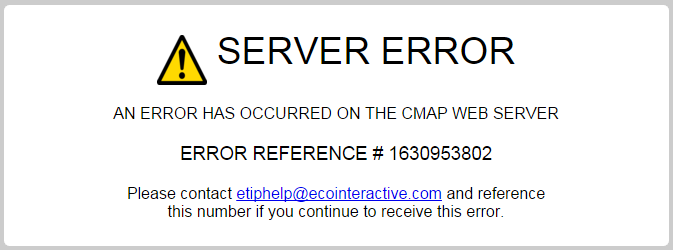 SERVER ERROR
AN ERROR HAS OCCURRED ON THE CMAP WEB SERVER
ERROR REFERENCE # 1630953802
Please contact etiphelp@ecointeractive.com and reference
this number if you continue to receive this error.